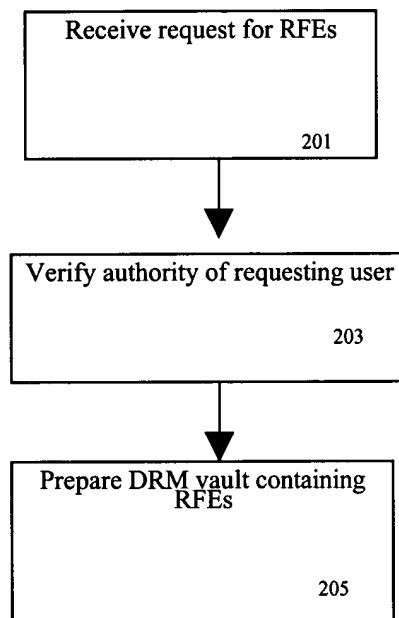 Receive request for RFEs
201
Verify authority of requesting user
203
Prepare DRM vault containing
RFEs
205